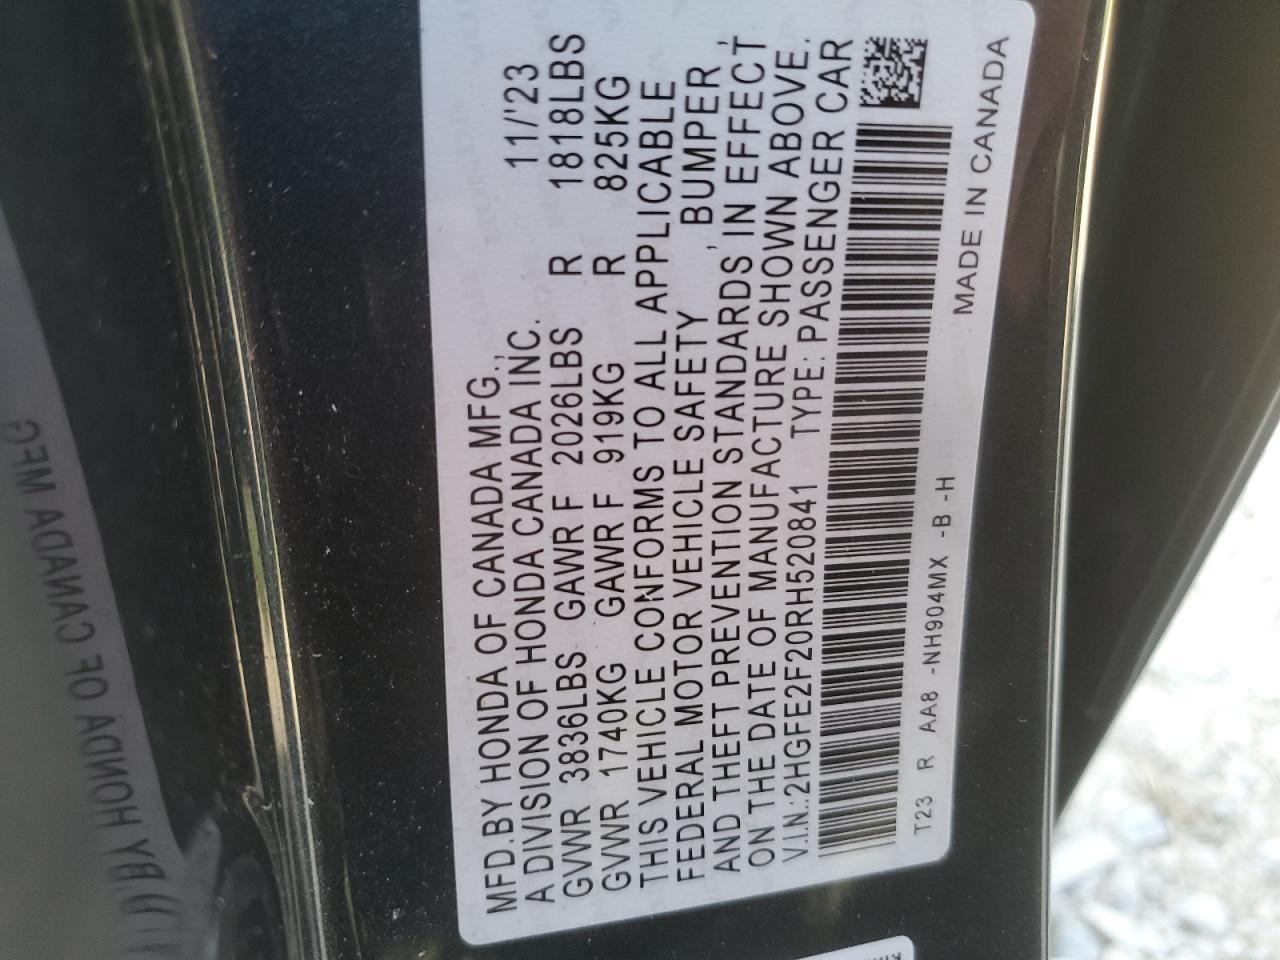 MFD.BY HONDA OF CANADA MFG.,
A DIVISION OF HONDA CANADA INC. 11/'23
GVWR 3836LBS GAWR F 2026LBS R 1818LBS
GVWR 1740KG GAWR F 919KG R 825KG
THIS VEHICLE CONFORMS TO ALL APPLICABLE
FEDERAL MOTOR VEHICLE SAFETY, BUMPER,
AND THEFT PREVENTION STANDARDS IN EFFECT
ON THE DATE OF MANUFACTURE SHOWN ABOVE.
V.I.N.:2HGFE2F20RH520841 TYPE: PASSENGER CAR
T23 R AA8 -NH904MX -B -H MADE IN CANADA